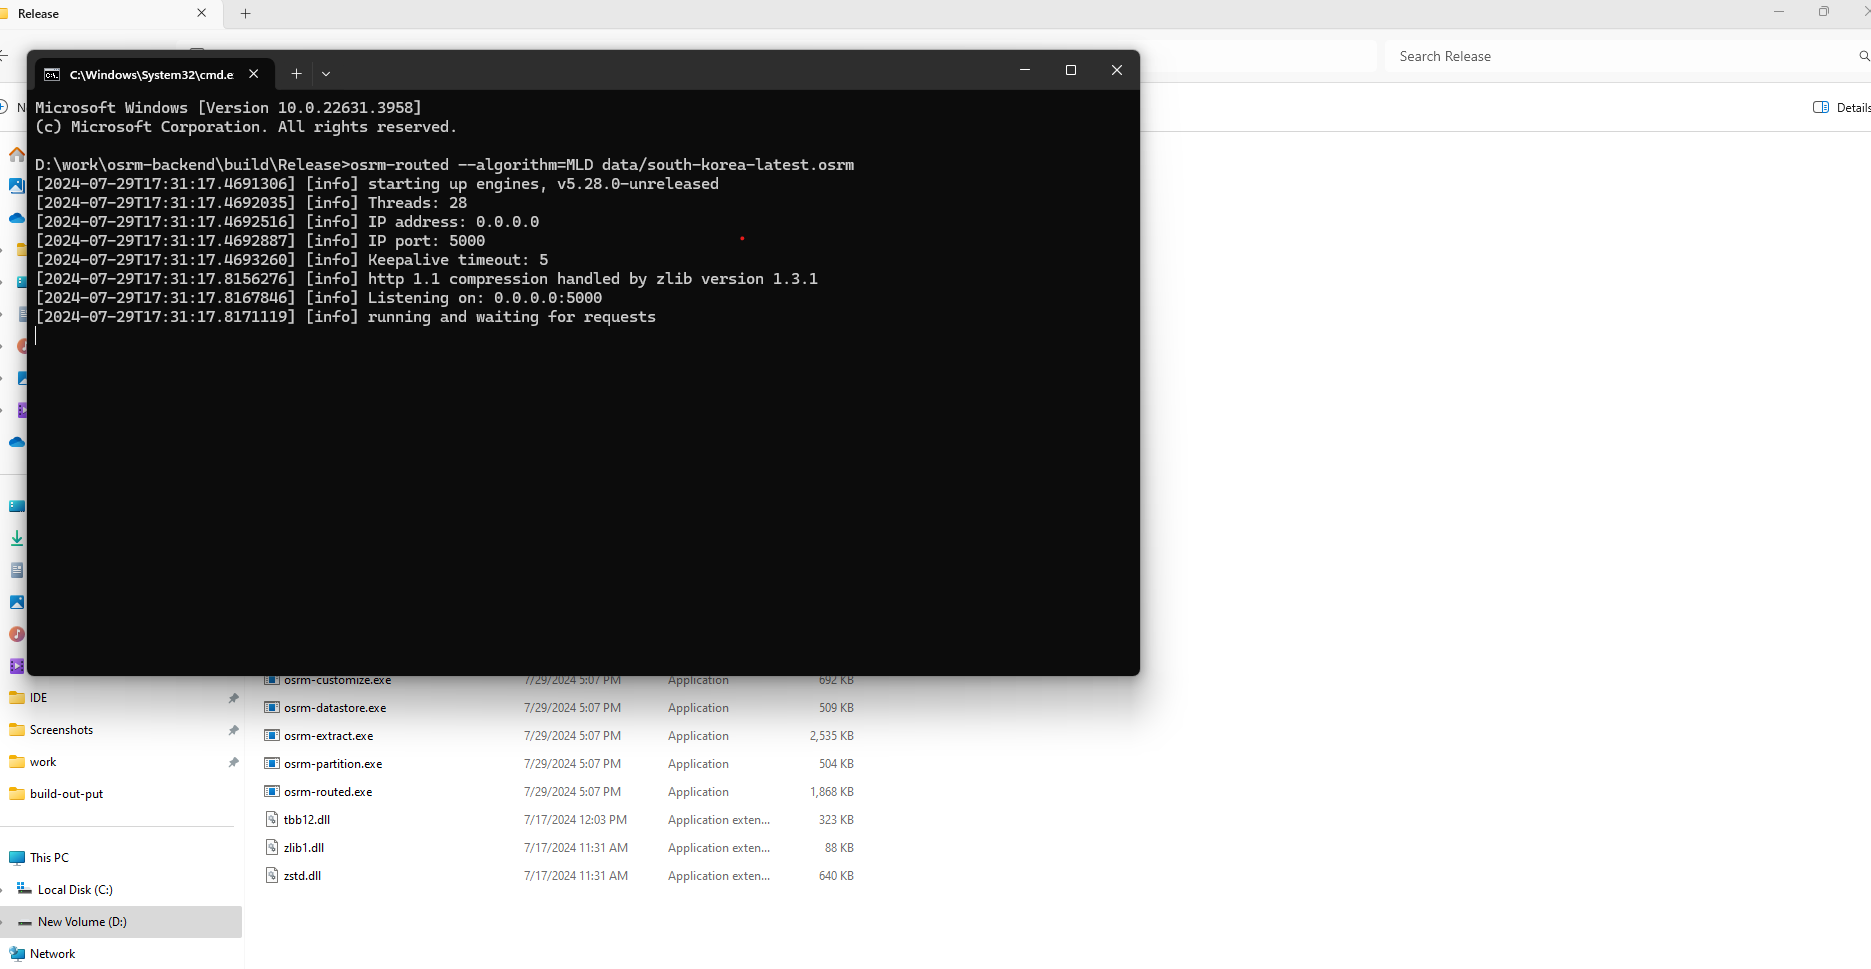 Release
Search Release
Details
C:\Windows\System32\cmd.e
Microsoft Windows [Version 10.0.22631.3958]
(c) Microsoft Corporation. All rights reserved.
D:\work\osrm-backend\build\Release>osrm-routed --algorithm=MLD data/south-korea-latest.osrm
[2024-07-29T17:31:17.4691306] [info] starting up engines, v5.28.0-unreleased
[2024-07-29T17:31:17.4692035] [info] Threads: 28
[2024-07-29T17:31:17.4692516] [info] IP address: 0.0.0.0
[2024-07-29T17:31:17.4692887] [info] IP port: 5000
[2024-07-29T17:31:17.4693260] [info] Keepalive timeout: 5
[2024-07-29T17:31:17.8156276] [info] http 1.1 compression handled by zlib version 1.3.1
[2024-07-29T17:31:17.8167846] [info] Listening on: 0.0.0.0:5000
[2024-07-29T17:31:17.8171119] [info] running and waiting for requests
osrm-customize.exe 7/29/2024 5:07 PM Application 692 KB
osrm-datastore.exe 7/29/2024 5:07 PM Application 509 KB
osrm-extract.exe 7/29/2024 5:07 PM Application 2,535 KB
osrm-partition.exe 7/29/2024 5:07 PM Application 504 KB
osrm-routed.exe 7/29/2024 5:07 PM Application 1,868 KB
tbb12.dll 7/17/2024 12:03 PM Application exten... 323 KB
zlib1.dll 7/17/2024 11:31 AM Application exten... 88 KB
zstd.dll 7/17/2024 11:31 AM Application exten... 640 KB
IDE
Screenshots
work
build-out-put
This PC
Local Disk (C:)
New Volume (D:)
Network